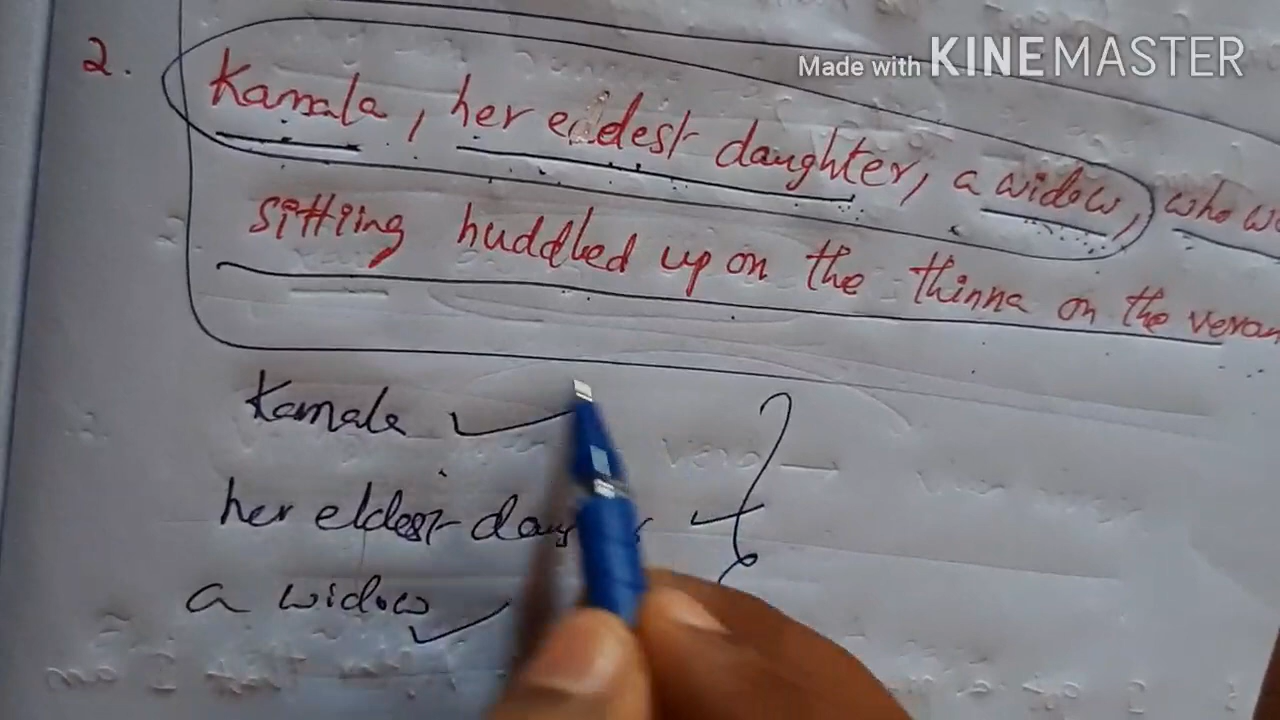 Made with KINEMASTER
2. Kamala, her eldest daughter, a widow, who
sitting huddled up on the thinna on the
Kamala
her eldest
a widow